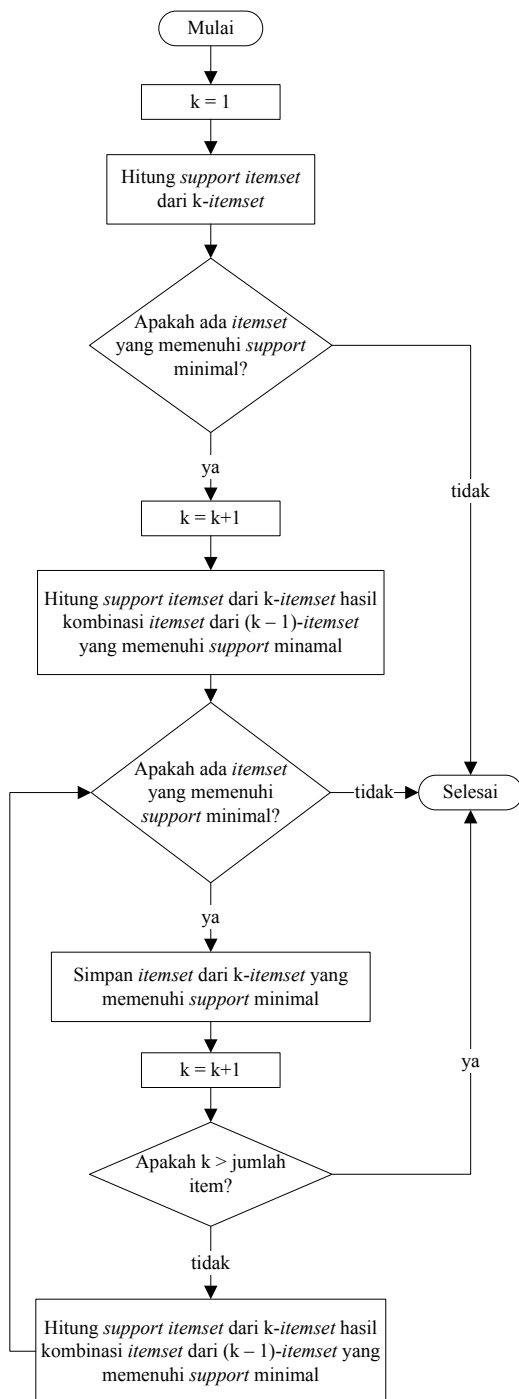 Mulai
k = 1
Hitung support itemset
dari k-itemset
Apakah ada itemset
yang memenuhi support
minimal?
ya
tidak
k = k+1
Hitung support itemset dari k-itemset hasil
kombinasi itemset dari (k – 1)-itemset
yang memenuhi support minamal
Apakah ada itemset
yang memenuhi
support minimal?
tidak
Selesai
ya
Simpan itemset dari k-itemset yang
memenuhi support minimal
k = k+1
ya
Apakah k > jumlah
item?
tidak
Hitung support itemset dari k-itemset hasil
kombinasi itemset dari (k – 1)-itemset yang
memenuhi support minimal